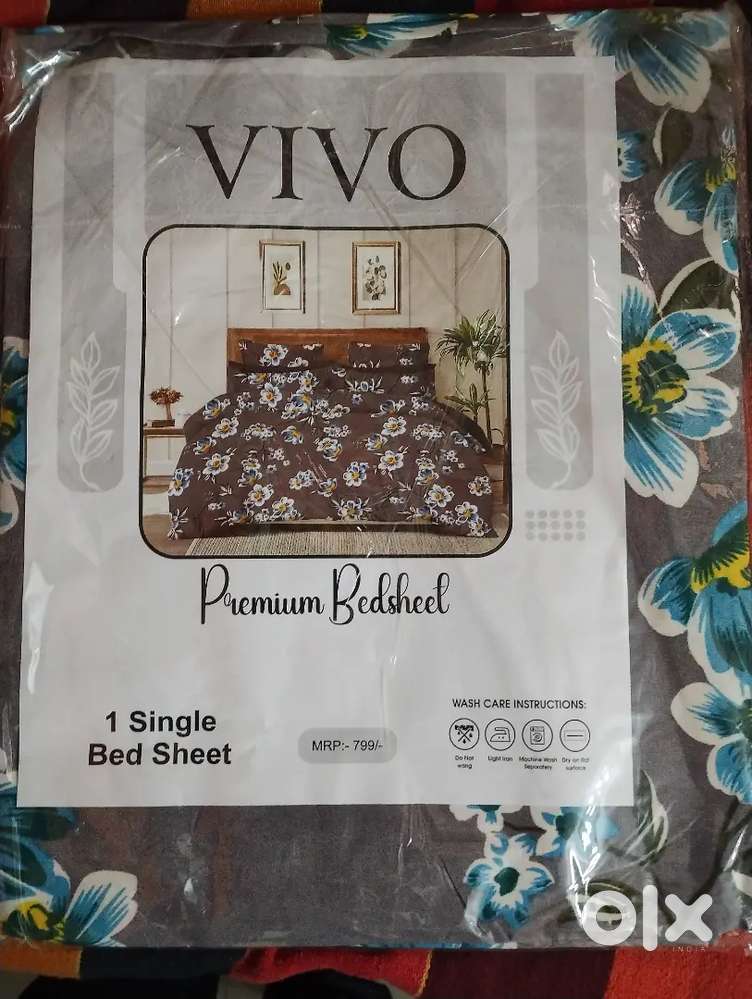 VIVO
Premium Bedsheet
1 Single
Bed Sheet
MRP:- 799/-
WASH CARE INSTRUCTIONS:
Do Not
wring
Light Iron
Machine Wash
Separately
Dry on flat
surface
olx
INDIA